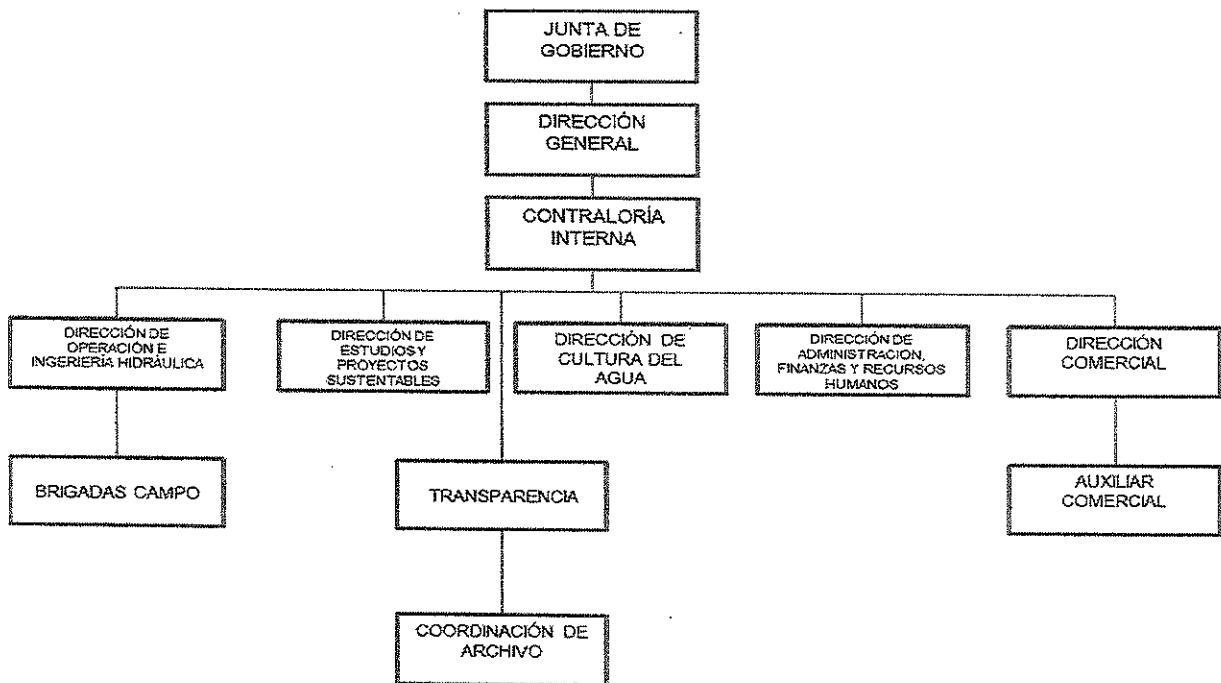 JUNTA DE
GOBIERNO
DIRECCIÓN
GENERAL
CONTRALORÍA
INTERNA
DIRECCIÓN DE
OPERACIÓN E
INGERIERÍA HIDRÁULICA
DIRECCIÓN DE
ESTUDIOS Y
PROYECTOS
SUSTENTABLES
DIRECCIÓN DE
CULTURA DEL
AGUA
DIRECCIÓN DE
ADMINISTRACION,
FINANZAS Y RECURSOS
HUMANOS
DIRECCIÓN
COMERCIAL
BRIGADAS CAMPO
TRANSPARENCIA
AUXILIAR
COMERCIAL
COORDINACIÓN DE
ARCHIVO